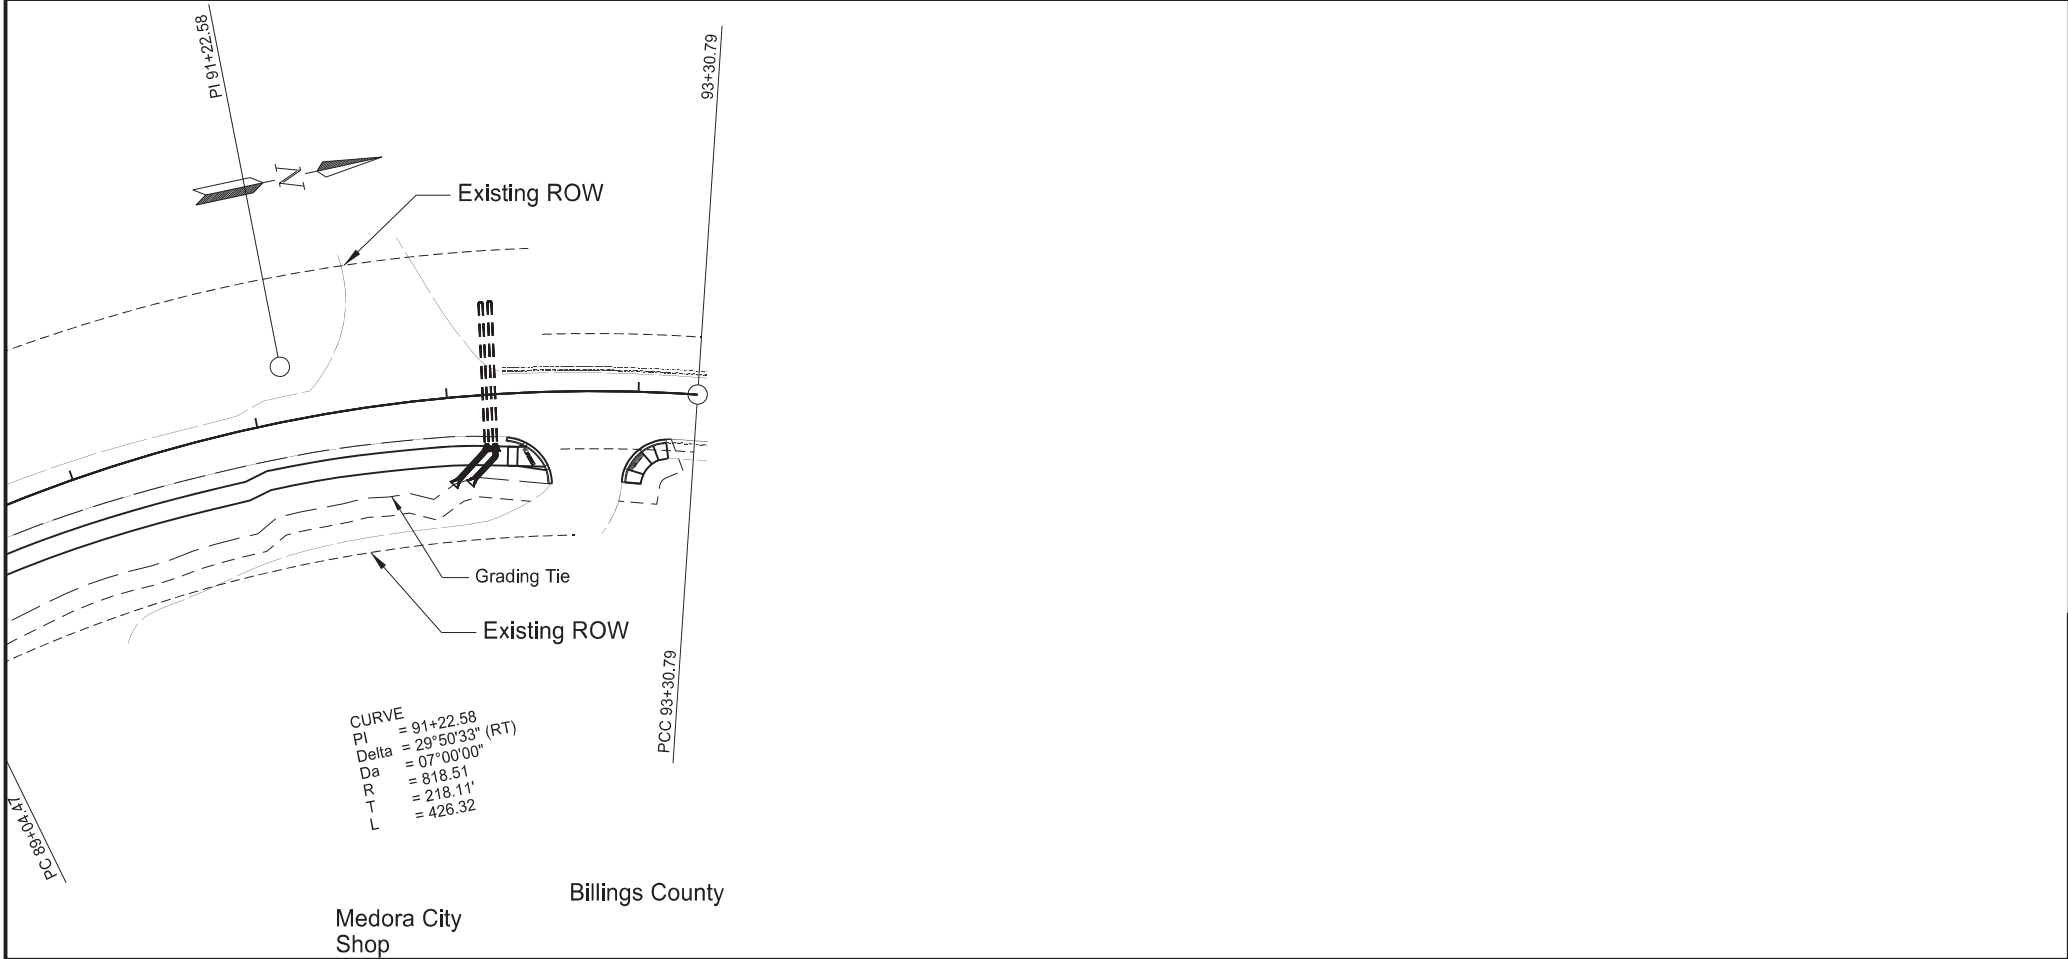 PI 91+22.58
93+30.79
N
Existing ROW
Grading Tie
Existing ROW
PCC 93+30.79
CURVE
PI = 91+22.58
Delta = 29°50'33" (RT)
Da = 07°00'00"
R = 818.51
T = 218.11'
L = 426.32
PC 89+04.47
Billings County
Medora City
Shop